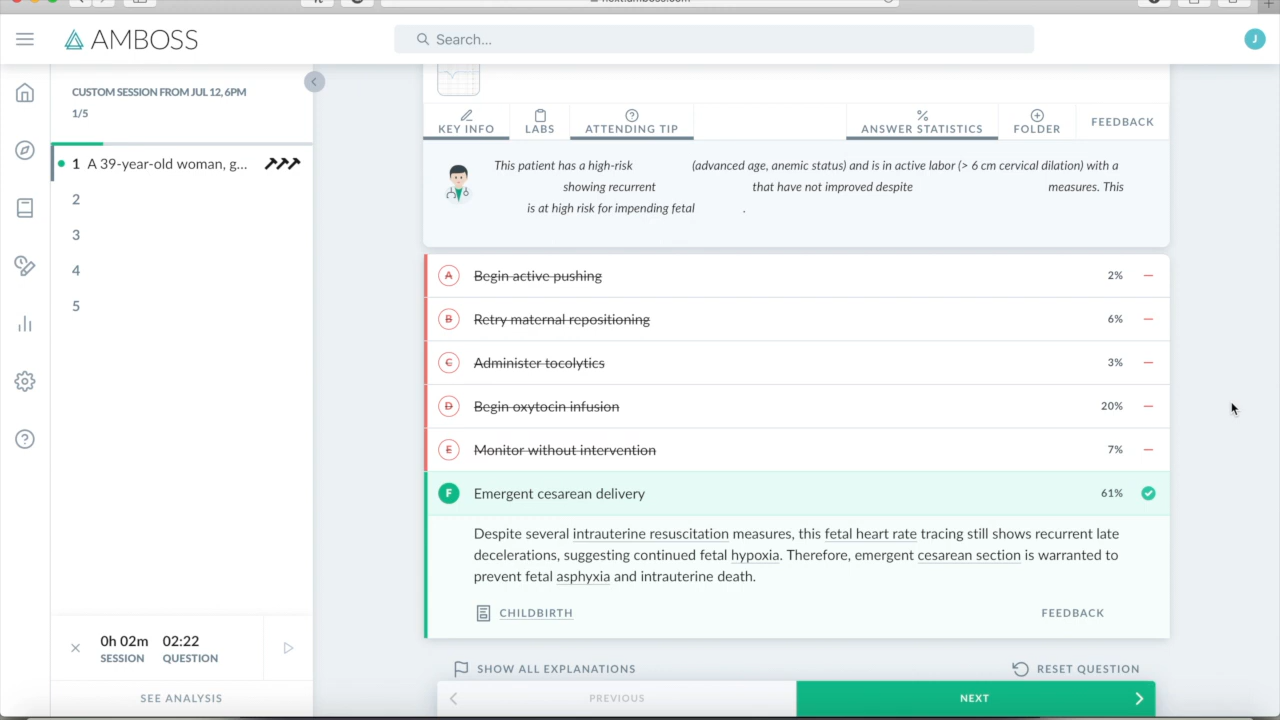 AMBOSS
Search...
J
CUSTOM SESSION FROM JUL 12, 6PM
1/5
1 A 39-year-old woman, g...
2
3
4
5
0h 02m 02:22
SESSION QUESTION
SEE ANALYSIS
KEY INFO LABS ATTENDING TIP ANSWER STATISTICS FOLDER FEEDBACK
This patient has a high-risk (advanced age, anemic status) and is in active labor (> 6 cm cervical dilation) with a
showing recurrent that have not improved despite measures. This
is at high risk for impending fetal .
A Begin active pushing 2%
B Retry maternal repositioning 6%
C Administer tocolytics 3%
D Begin oxytocin infusion 20%
E Monitor without intervention 7%
F Emergent cesarean delivery 61%
Despite several intrauterine resuscitation measures, this fetal heart rate tracing still shows recurrent late
decelerations, suggesting continued fetal hypoxia. Therefore, emergent cesarean section is warranted to
prevent fetal asphyxia and intrauterine death.
CHILDBIRTH FEEDBACK
SHOW ALL EXPLANATIONS RESET QUESTION
PREVIOUS NEXT